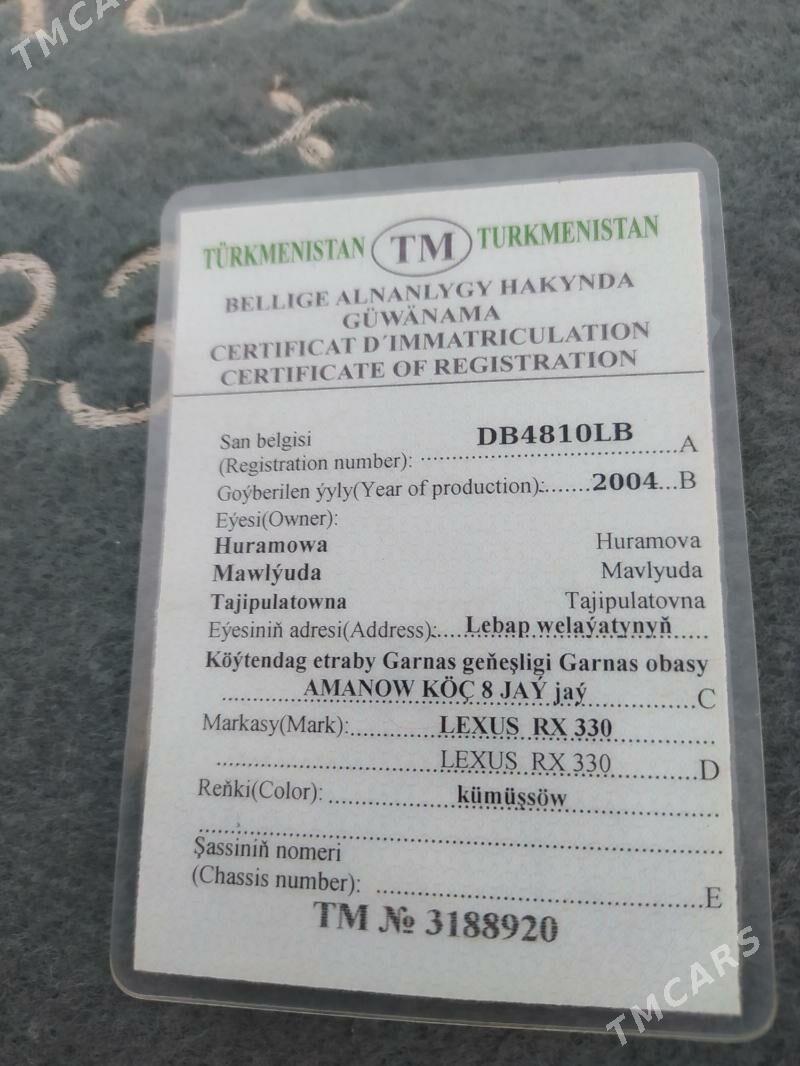 TMCARS
TÜRKMENISTAN TM TURKMENISTAN
BELLIGE ALNANLYGY HAKYNDA
GÜWÄNAMA
CERTIFICAT D'IMMATRICULATION
CERTIFICATE OF REGISTRATION
San belgisi DB4810LB
(Registration number): A
Goýberilen ýyly(Year of production): 2004 B
Eýesi(Owner):
Huramowa Huramova
Mawlýuda Mavlyuda
Tajipulatowna Tajipulatovna
Eýesiniň adresi(Address): Lebap welaýatynyň
Köýtendag etraby Garnas geňeşligi Garnas obasy
AMANOW KÖÇ 8 JAÝ jaý C
Markasy(Mark): LEXUS RX 330
LEXUS RX 330 D
Reňki(Color): kümüşsöw
Şassiniň nomeri
(Chassis number): E
TM № 3188920
TMCARS